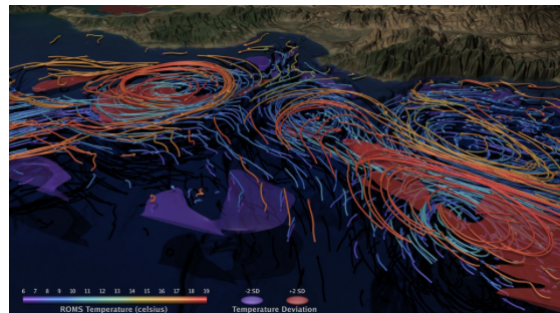 6 7 8 9 10 11 12 13 14 15 16 17 18 19
ROMS Temperature (celsius)
-2 SD +2 SD
Temperature Deviation